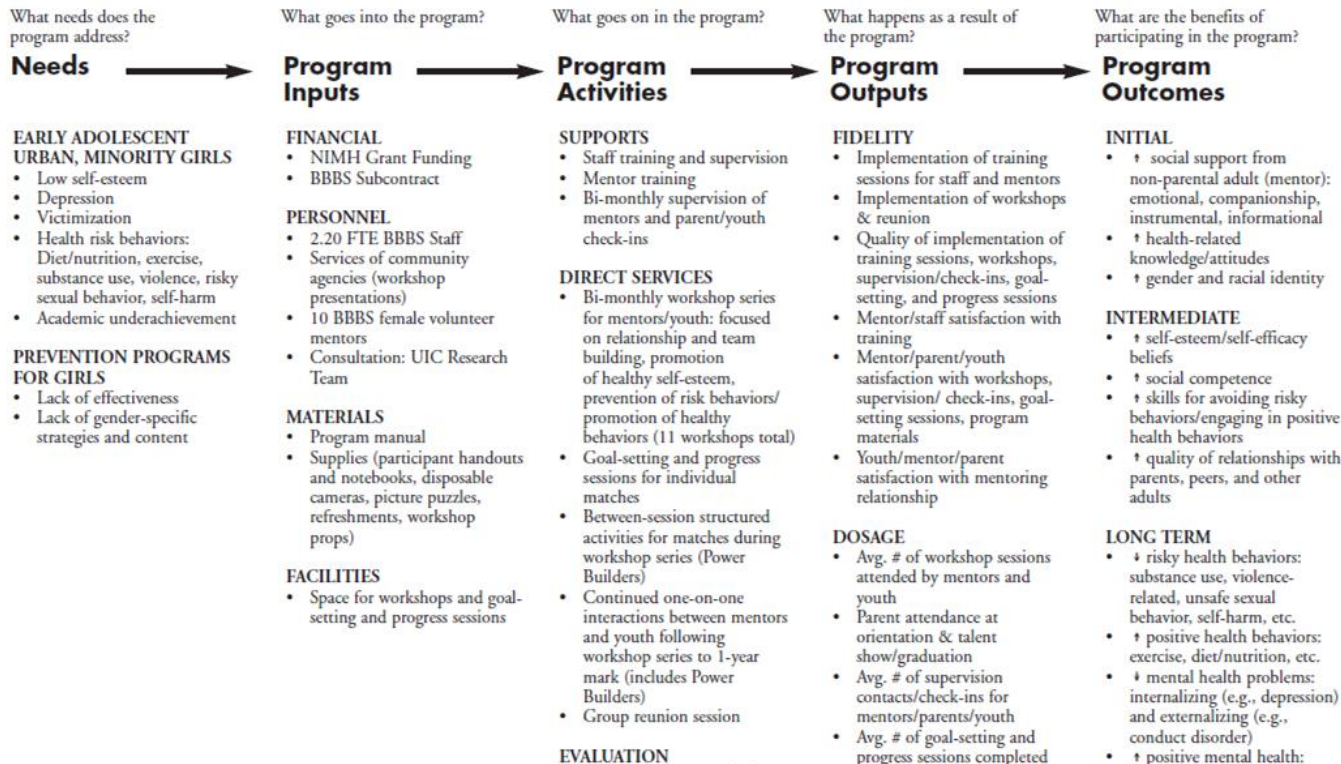 What needs does the
program address?
Needs
EARLY ADOLESCENT
URBAN, MINORITY GIRLS
• Low self-esteem
• Depression
• Victimization
• Health risk behaviors:
Diet/nutrition, exercise,
substance use, violence, risky
sexual behavior, self-harm
• Academic underachievement
PREVENTION PROGRAMS
FOR GIRLS
• Lack of effectiveness
• Lack of gender-specific
strategies and content
What goes into the program?
Program
Inputs
FINANCIAL
• NIMH Grant Funding
• BBBS Subcontract
PERSONNEL
• 2.20 FTE BBBS Staff
• Services of community
agencies (workshop
presentations)
• 10 BBBS female volunteer
mentors
• Consultation: UIC Research
Team
MATERIALS
• Program manual
• Supplies (participant handouts
and notebooks, disposable
cameras, picture puzzles,
refreshments, workshop
props)
FACILITIES
• Space for workshops and goal-
setting and progress sessions
What goes on in the program?
Program
Activities
SUPPORTS
• Staff training and supervision
• Mentor training
• Bi-monthly supervision of
mentors and parent/youth
check-ins
DIRECT SERVICES
• Bi-monthly workshop series
for mentors/youth: focused
on relationship and team
building, promotion
of healthy self-esteem,
prevention of risk behaviors/
promotion of healthy
behaviors (11 workshops total)
• Goal-setting and progress
sessions for individual
matches
• Between-session structured
activities for matches during
workshop series (Power
Builders)
• Continued one-on-one
interactions between mentors
and youth following
workshop series to 1-year
mark (includes Power
Builders)
• Group reunion session
EVALUATION
What happens as a result of
the program?
Program
Outputs
FIDELITY
• Implementation of training
sessions for staff and mentors
• Implementation of workshops
& reunion
• Quality of implementation of
training sessions, workshops,
supervision/check-ins, goal-
setting, and progress sessions
• Mentor/staff satisfaction with
training
• Mentor/parent/youth
satisfaction with workshops,
supervision/ check-ins, goal-
setting sessions, program
materials
• Youth/mentor/parent
satisfaction with mentoring
relationship
DOSAGE
• Avg. # of workshop sessions
attended by mentors and
youth
• Parent attendance at
orientation & talent
show/graduation
• Avg. # of supervision
contacts/check-ins for
mentors/parents/youth
• Avg. # of goal-setting and
progress sessions completed
What are the benefits of
participating in the program?
Program
Outcomes
INITIAL
• ↑ social support from
non-parental adult (mentor):
emotional, companionship,
instrumental, informational
• ↑ health-related
knowledge/attitudes
• ↑ gender and racial identity
INTERMEDIATE
• ↑ self-esteem/self-efficacy
beliefs
• ↑ social competence
• ↑ skills for avoiding risky
behaviors/engaging in positive
health behaviors
• ↑ quality of relationships with
parents, peers, and other
adults
LONG TERM
• ↓ risky health behaviors:
substance use, violence-
related, unsafe sexual
behavior, self-harm, etc.
• ↑ positive health behaviors:
exercise, diet/nutrition, etc.
• ↓ mental health problems:
internalizing (e.g., depression)
and externalizing (e.g.,
conduct disorder)
• ↑ positive mental health: